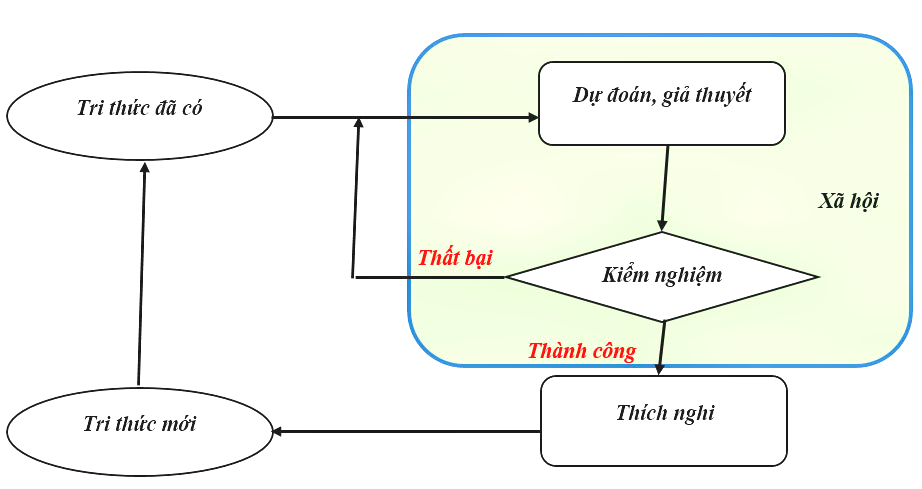 Tri thức đã có
Dự đoán, giả thuyết
Xã hội
Thất bại
Kiểm nghiệm
Thành công
Thích nghi
Tri thức mới